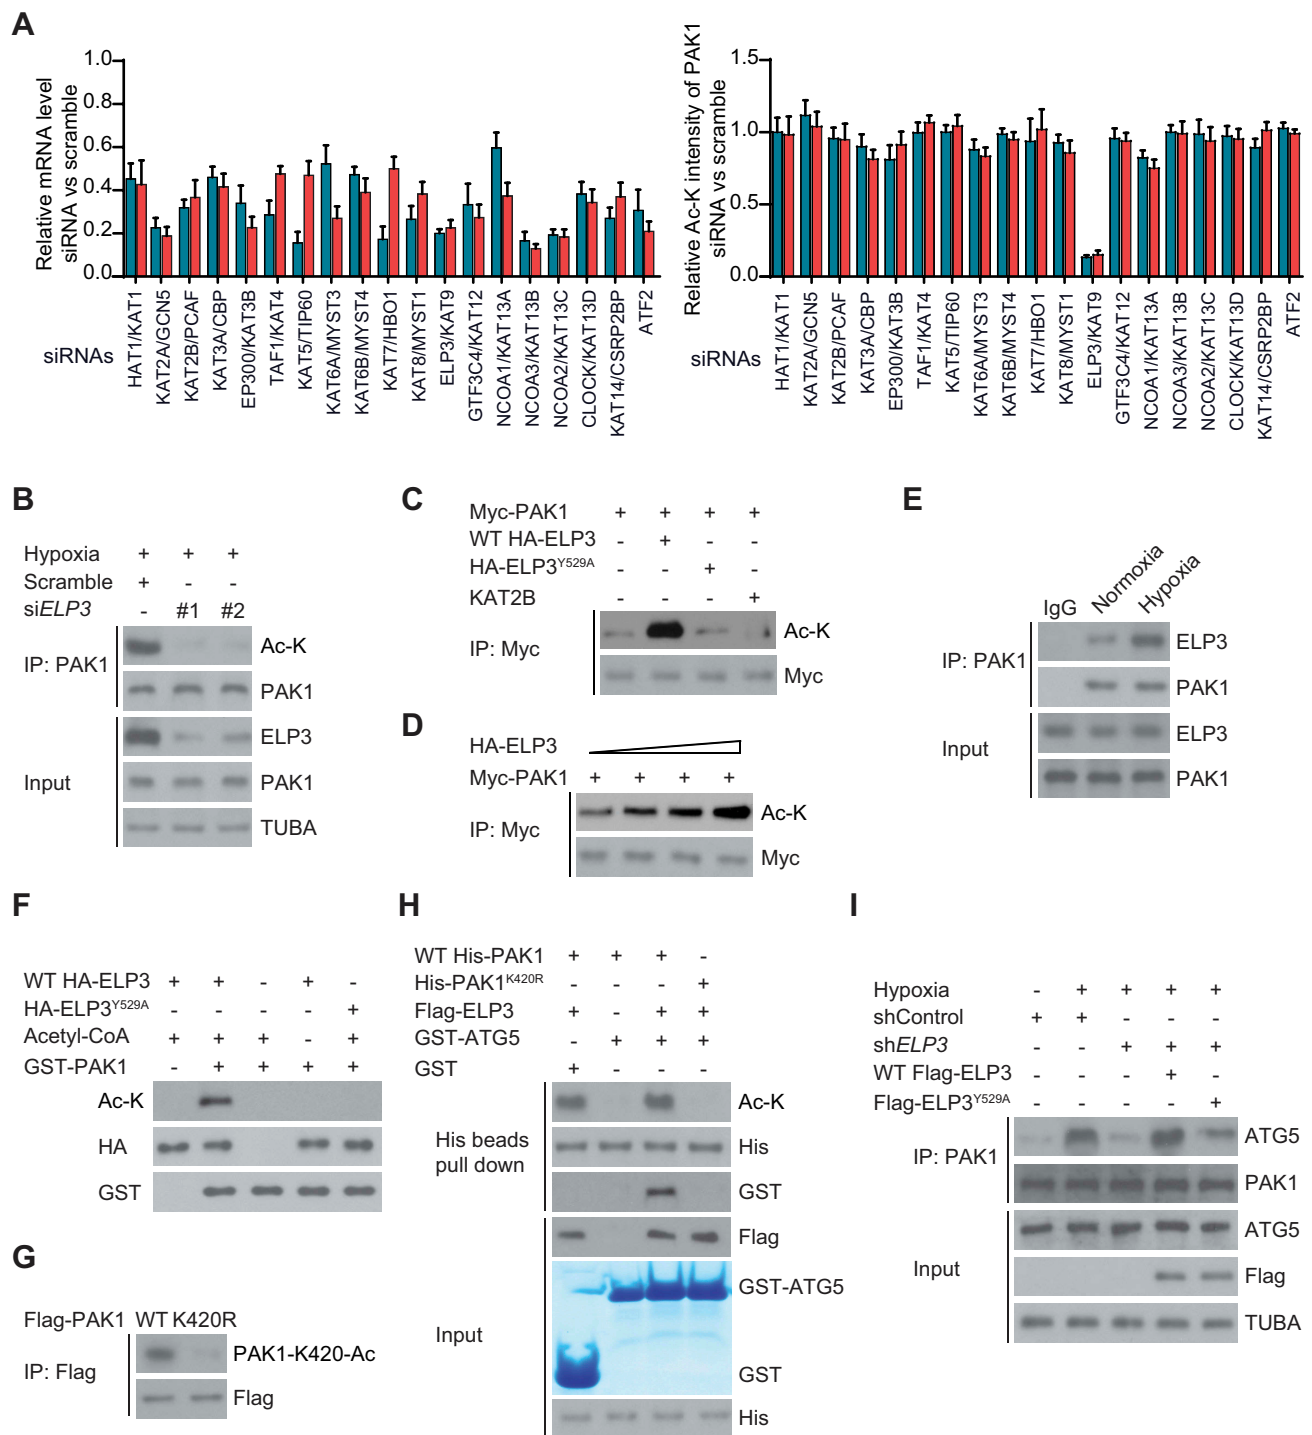 A
Relative mRNA level
siRNA vs scramble
1.0
0.8
0.6
0.4
0.2
0.0
siRNAs
HAT1/KAT1
KAT2A/GCN5
KAT2B/PCAF
KAT3A/CBP
EP300/KAT3B
TAF1/KAT4
KAT5/TIP60
KAT6A/MYST3
KAT6B/MYST4
KAT7/HBO1
KAT8/MYST1
ELP3/KAT9
GTF3C4/KAT12
NCOA1/KAT13A
NCOA3/KAT13B
NCOA2/KAT13C
CLOCK/KAT13D
KAT14/CSRP2BP
ATF2
Relative Ac-K intensity of PAK1
siRNA vs scramble
1.5
1.0
0.5
0.0
siRNAs
HAT1/KAT1
KAT2A/GCN5
KAT2B/PCAF
KAT3A/CBP
EP300/KAT3B
TAF1/KAT4
KAT5/TIP60
KAT6A/MYST3
KAT6B/MYST4
KAT7/HBO1
KAT8/MYST1
ELP3/KAT9
GTF3C4/KAT12
NCOA1/KAT13A
NCOA3/KAT13B
NCOA2/KAT13C
CLOCK/KAT13D
KAT14/CSRP2BP
ATF2
B
Hypoxia + + +
Scramble + - -
siELP3 - #1 #2
IP: PAK1
Ac-K
PAK1
Input
ELP3
PAK1
TUBA
C
Myc-PAK1 + + + +
WT HA-ELP3 - + - -
HA-ELP3Y529A - - + -
KAT2B - - - +
IP: Myc
Ac-K
Myc
D
HA-ELP3
Myc-PAK1 + + + +
IP: Myc
Ac-K
Myc
E
IgG Normoxia Hypoxia
IP: PAK1
ELP3
PAK1
Input
ELP3
PAK1
F
WT HA-ELP3 + + - + -
HA-ELP3Y529A - - - - +
Acetyl-CoA + + + - +
GST-PAK1 - + + + +
Ac-K
HA
GST
G
Flag-PAK1 WT K420R
IP: Flag
PAK1-K420-Ac
Flag
H
WT His-PAK1 + + + -
His-PAK1K420R - - - +
Flag-ELP3 + - + +
GST-ATG5 - + + +
GST + - - -
His beads
pull down
Ac-K
His
GST
Input
Flag
GST-ATG5
GST
His
I
Hypoxia - + + + +
shControl + + - - -
shELP3 - - + + +
WT Flag-ELP3 - - - + -
Flag-ELP3Y529A - - - - +
IP: PAK1
ATG5
PAK1
Input
ATG5
Flag
TUBA